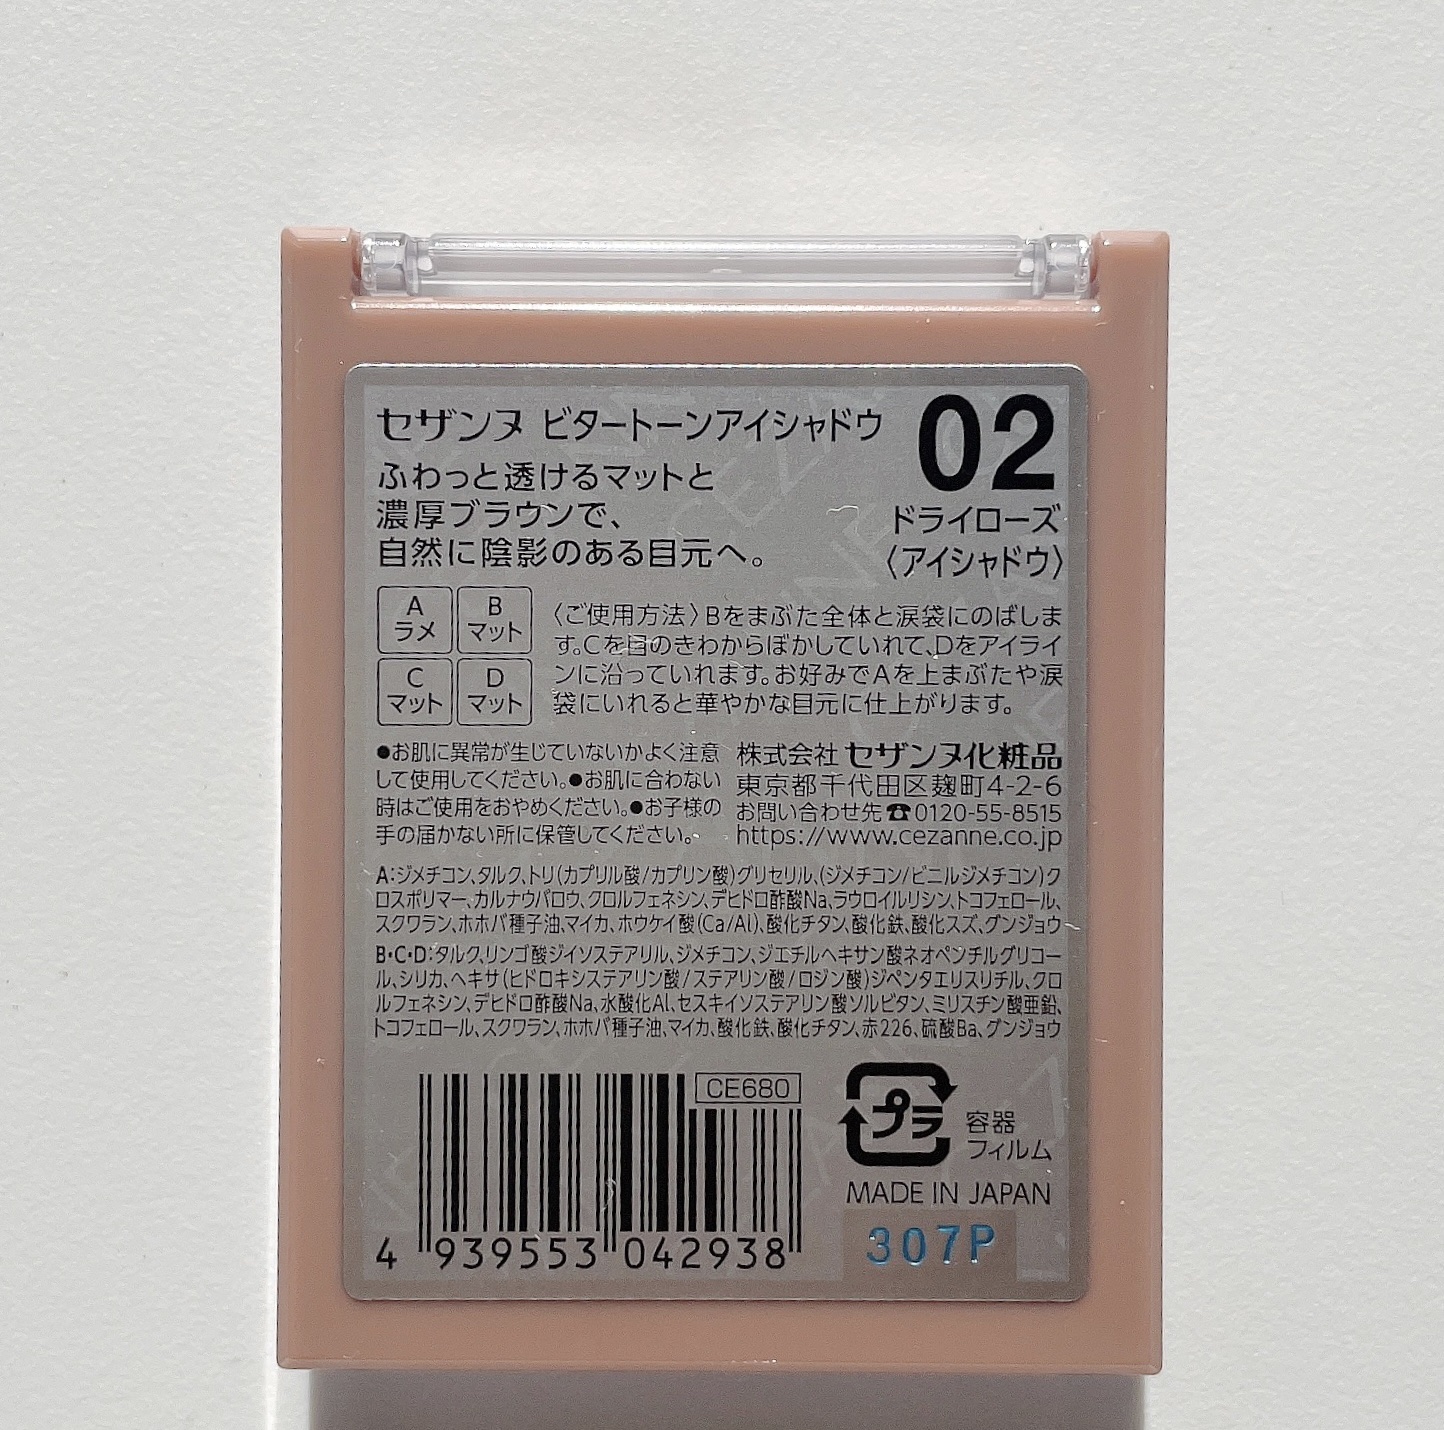 セザンヌ ビタートーンアイシャドウ
02
ドライローズ
〈アイシャドウ〉
ふわっと透けるマットと
濃厚ブラウンで、
自然に陰影のある目元へ。
A
ラメ
B
マット
C
マット
D
マット
〈ご使用方法〉Bをまぶた全体と涙袋にのばしま
す。Cを目のきわからぼかしていれて、Dをアイライ
ンに沿っていれます。お好みでAを上まぶたや涙
袋にいれると華やかな目元に仕上がります。
●お肌に異常が生じていないかよく注意
して使用してください。●お肌に合わない
時はご使用をおやめください。●お子様の
手の届かない所に保管してください。
株式会社 セザンヌ化粧品
東京都千代田区麹町4-2-6
お問い合わせ先☎0120-55-8515
https://www.cezanne.co.jp
A:ジメチコン、タルク、トリ(カプリル酸/カプリン酸)グリセリル、(ジメチコン/ビニルジメチコン)ク
ロスポリマー、カルナウバロウ、クロルフェネシン、デヒドロ酢酸Na、ラウロイルリシン、トコフェロール、
スクワラン、ホホバ種子油、マイカ、ホウケイ酸(Ca/Al)、酸化チタン、酸化鉄、酸化スズ、グンジョウ
B・C・D:タルク、リンゴ酸ジイソステアリル、ジメチコン、ジエチルヘキサン酸ネオペンチルグリコー
ル、シリカ、ヘキサ(ヒドロキシステアリン酸/ステアリン酸/ロジン酸)ジペンタエリスリチル、クロ
ルフェネシン、デヒドロ酢酸Na、水酸化Al、セスキイソステアリン酸ソルビタン、ミリスチン酸亜鉛、
トコフェロール、スクワラン、ホホバ種子油、マイカ、酸化鉄、酸化チタン、赤226、硫酸Ba、グンジョウ
CE680
4 939553 042938
プラ
容器
フィルム
MADE IN JAPAN
307P